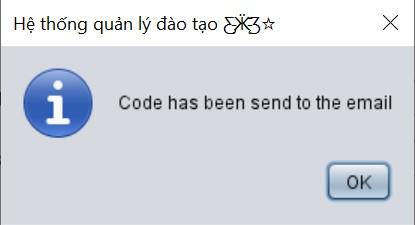 Hệ thống quản lý đào tạo Ƹ̵̡Ӝ̵̨̄Ʒ☆
Code has been send to the email
OK